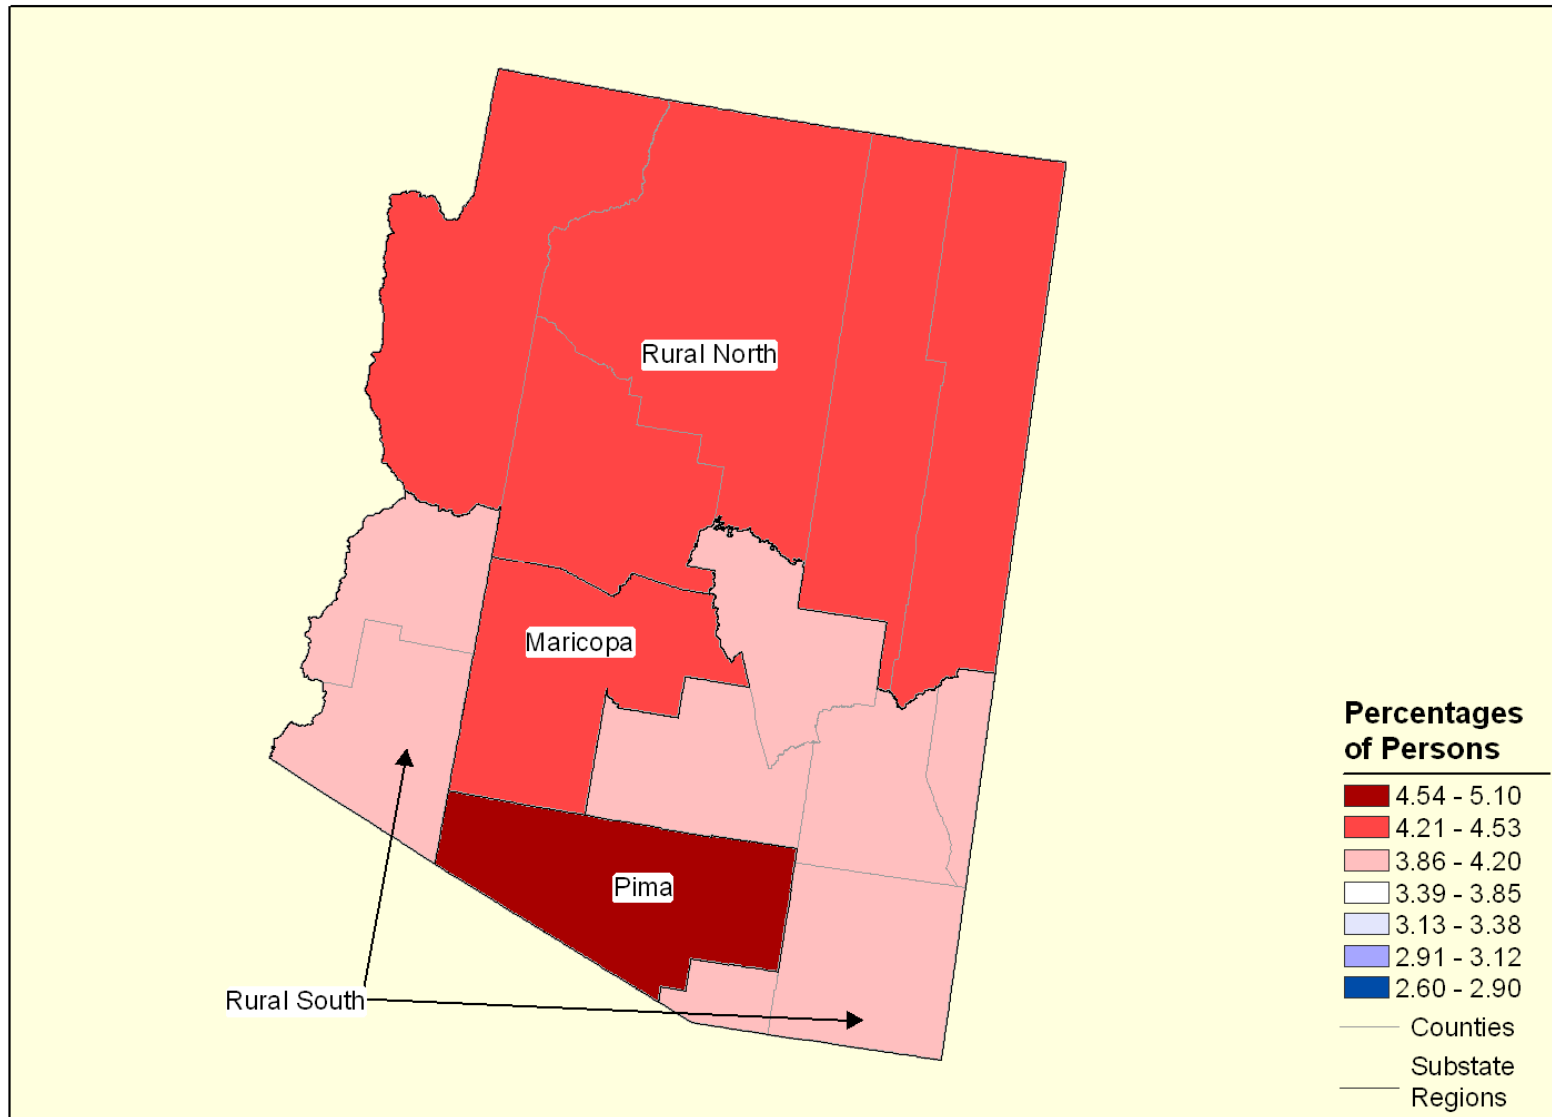 Rural North
Maricopa
Pima
Rural South
Percentages
of Persons
4.54 - 5.10
4.21 - 4.53
3.86 - 4.20
3.39 - 3.85
3.13 - 3.38
2.91 - 3.12
2.60 - 2.90
Counties
Substate
Regions